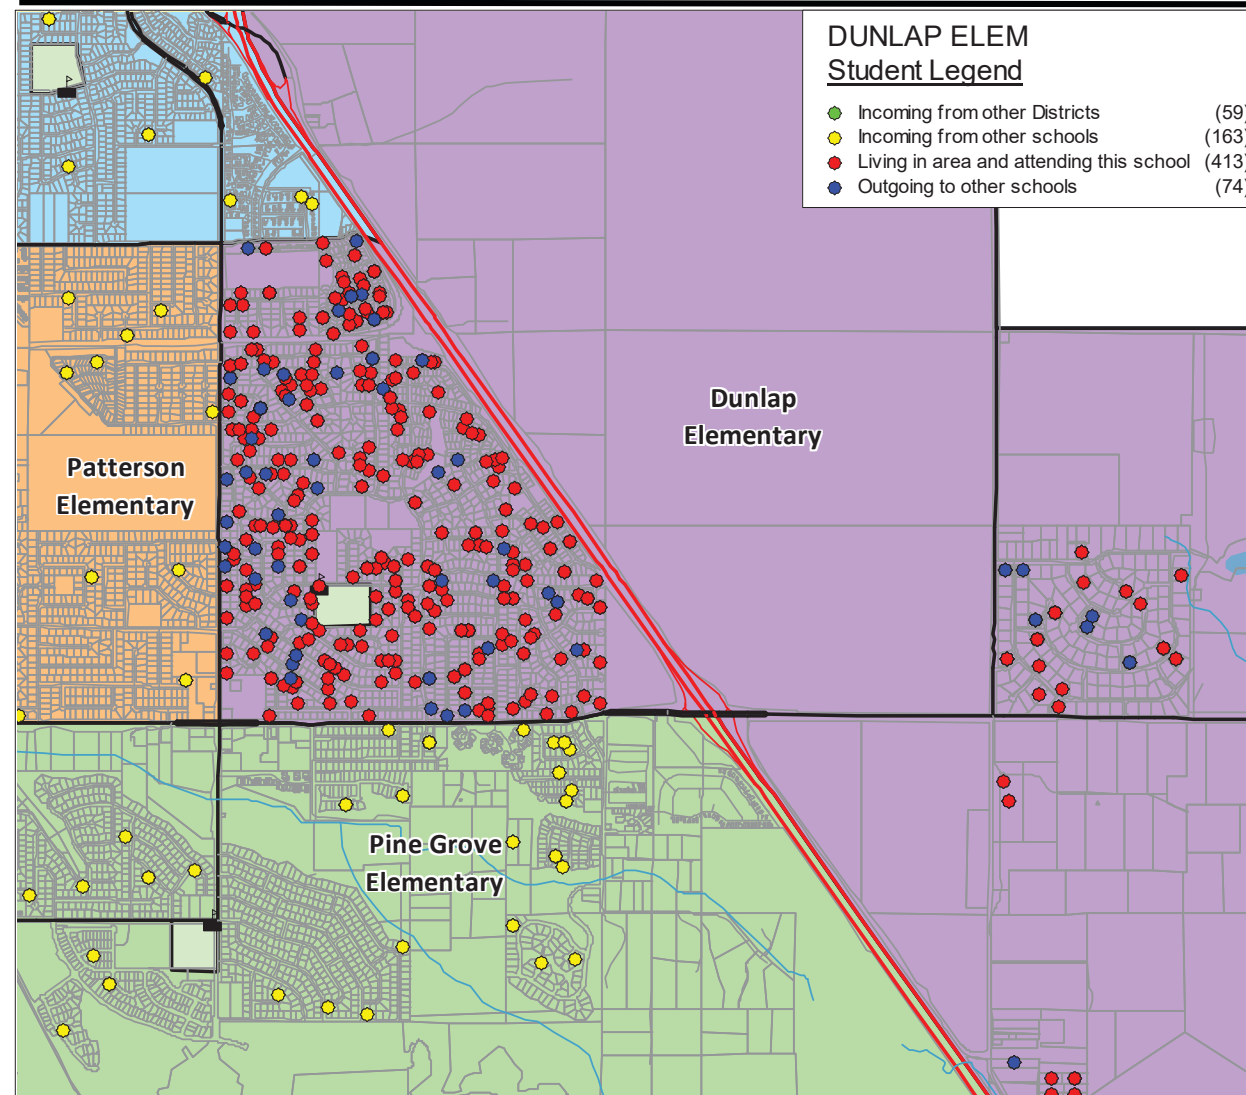 DUNLAP ELEM
Student Legend
Incoming from other Districts (59)
Incoming from other schools (163)
Living in area and attending this school (413)
Outgoing to other schools (74)
Dunlap
Elementary
Patterson
Elementary
Pine Grove
Elementary